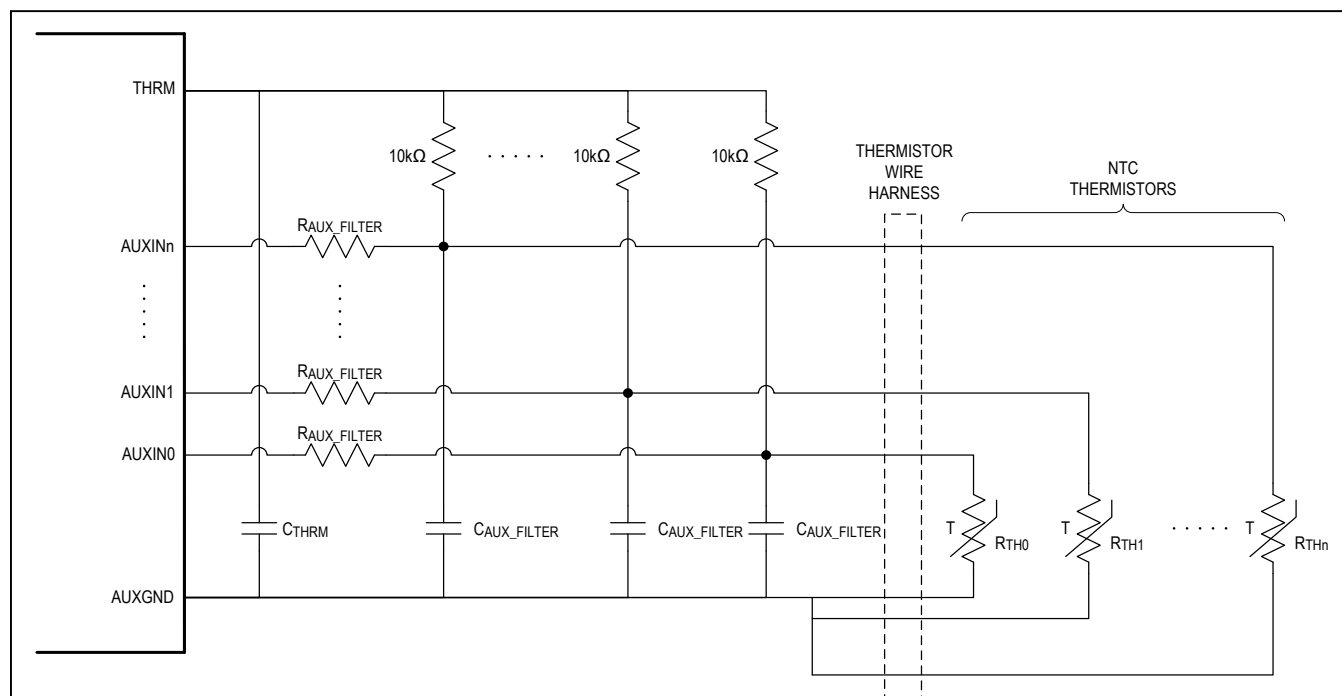 THRM
10kΩ
10kΩ
10kΩ
THERMISTOR
WIRE
HARNESS
NTC
THERMISTORS
RAUX_FILTER
AUXINn
RAUX_FILTER
AUXIN1
RAUX_FILTER
AUXIN0
CTHRM
CAUX_FILTER
CAUX_FILTER
CAUX_FILTER
T
RTH0
T
RTH1
T
RTHn
AUXGND